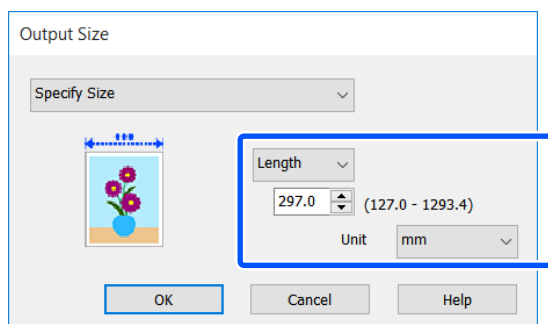 Output Size
Specify Size
Length
297.0 (127.0 - 1293.4)
Unit mm
OK Cancel Help